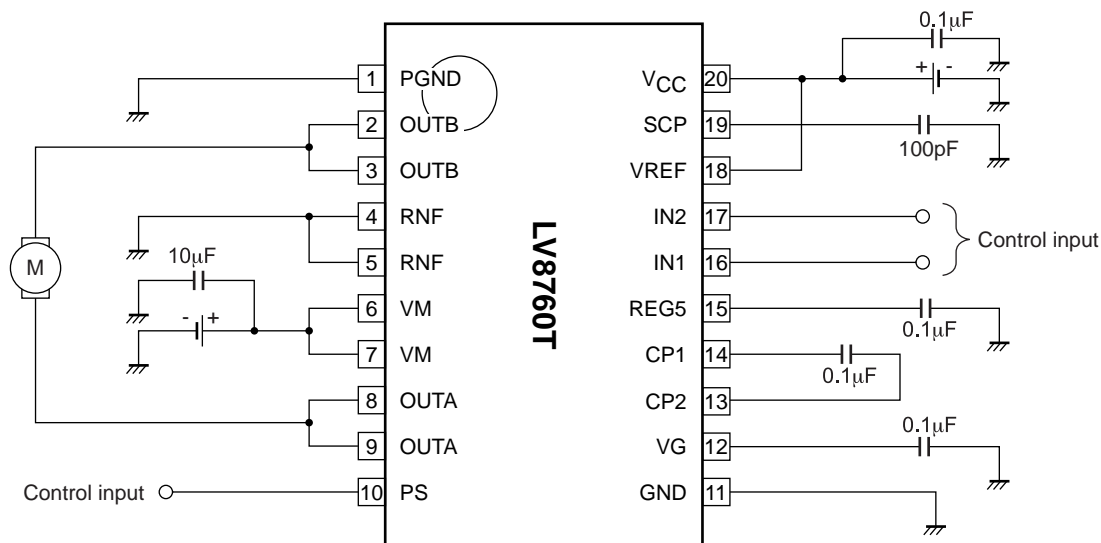 0.1μF
+ -
1 PGND
VCC 20
2 OUTB
SCP 19
100pF
3 OUTB
VREF 18
4 RNF
IN2 17
Control input
10μF
5 RNF
IN1 16
M
LV8760T
6 VM
REG5 15
0.1μF
- +
7 VM
CP1 14
0.1μF
8 OUTA
CP2 13
9 OUTA
VG 12
0.1μF
Control input
10 PS
GND 11